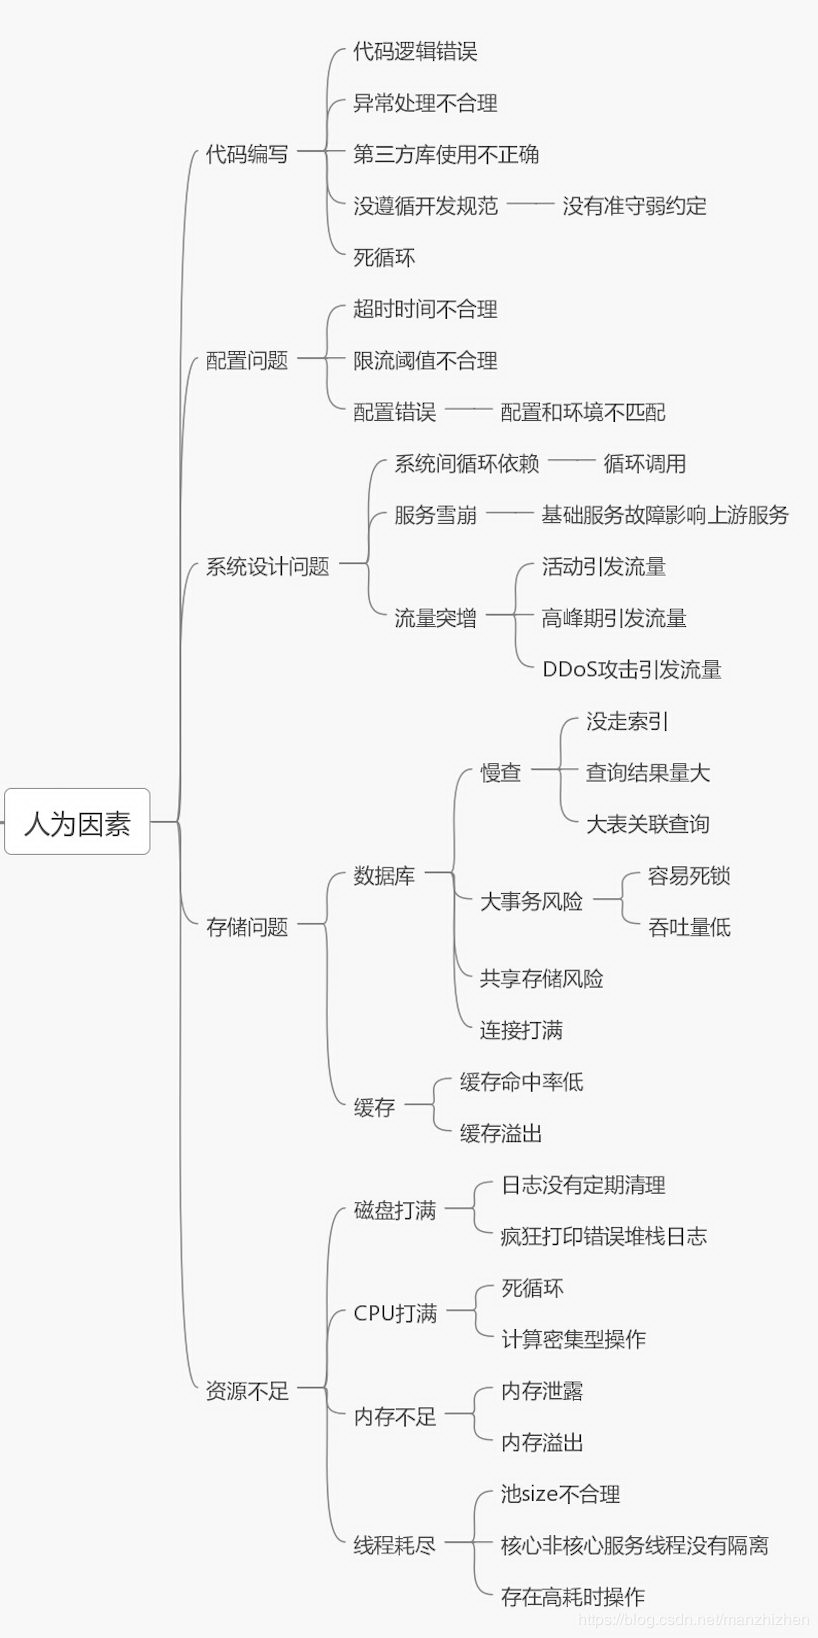 代码逻辑错误
异常处理不合理
代码编写
第三方库使用不正确
没遵循开发规范 没有准守弱约定
死循环
超时时间不合理
配置问题 限流阈值不合理
配置错误 配置和环境不匹配
系统间循环依赖 循环调用
服务雪崩 基础服务故障影响上游服务
系统设计问题 活动引发流量
流量突增 高峰期引发流量
DDoS攻击引发流量
没走索引
慢查 查询结果量大
人为因素 大表关联查询
数据库 容易死锁
大事务风险
存储问题 吞吐量低
共享存储风险
连接打满
缓存命中率低
缓存
缓存溢出
日志没有定期清理
磁盘打满
疯狂打印错误堆栈日志
死循环
CPU打满
计算密集型操作
资源不足 内存泄露
内存不足
内存溢出
池size不合理
线程耗尽 核心非核心服务线程没有隔离
存在高耗时操作
https://blog.csdn.net/manzhizhen